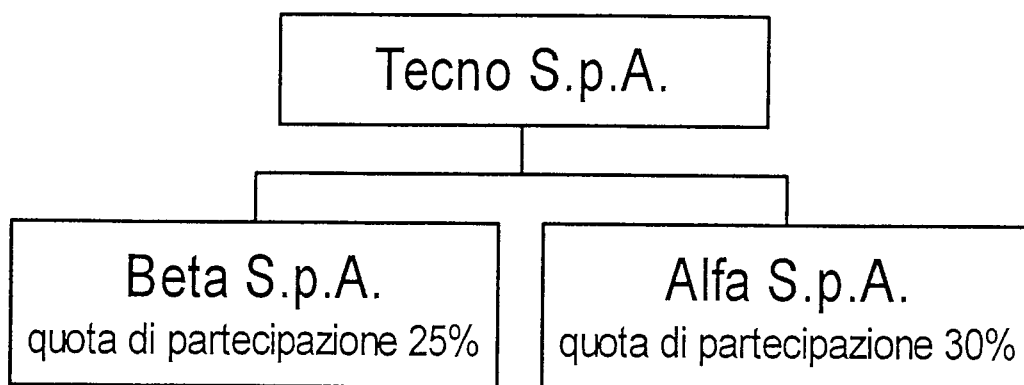 Tecno S.p.A.
Beta S.p.A.
quota di partecipazione 25%
Alfa S.p.A.
quota di partecipazione 30%